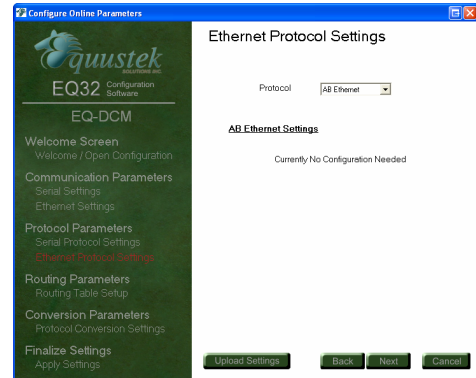 Configure Online Parameters
Equustek
SOLUTIONS INC.
EQ32 Configuration Software
EQ-DCM
Welcome Screen
Welcome / Open Configuration
Communication Parameters
Serial Settings
Ethernet Settings
Protocol Parameters
Serial Protocol Settings
Ethernet Protocol Settings
Routing Parameters
Routing Table Setup
Conversion Parameters
Protocol Conversion Settings
Finalize Settings
Apply Settings
Ethernet Protocol Settings
Protocol AB Ethernet
AB Ethernet Settings
Currently No Configuration Needed
Upload Settings Back Next Cancel